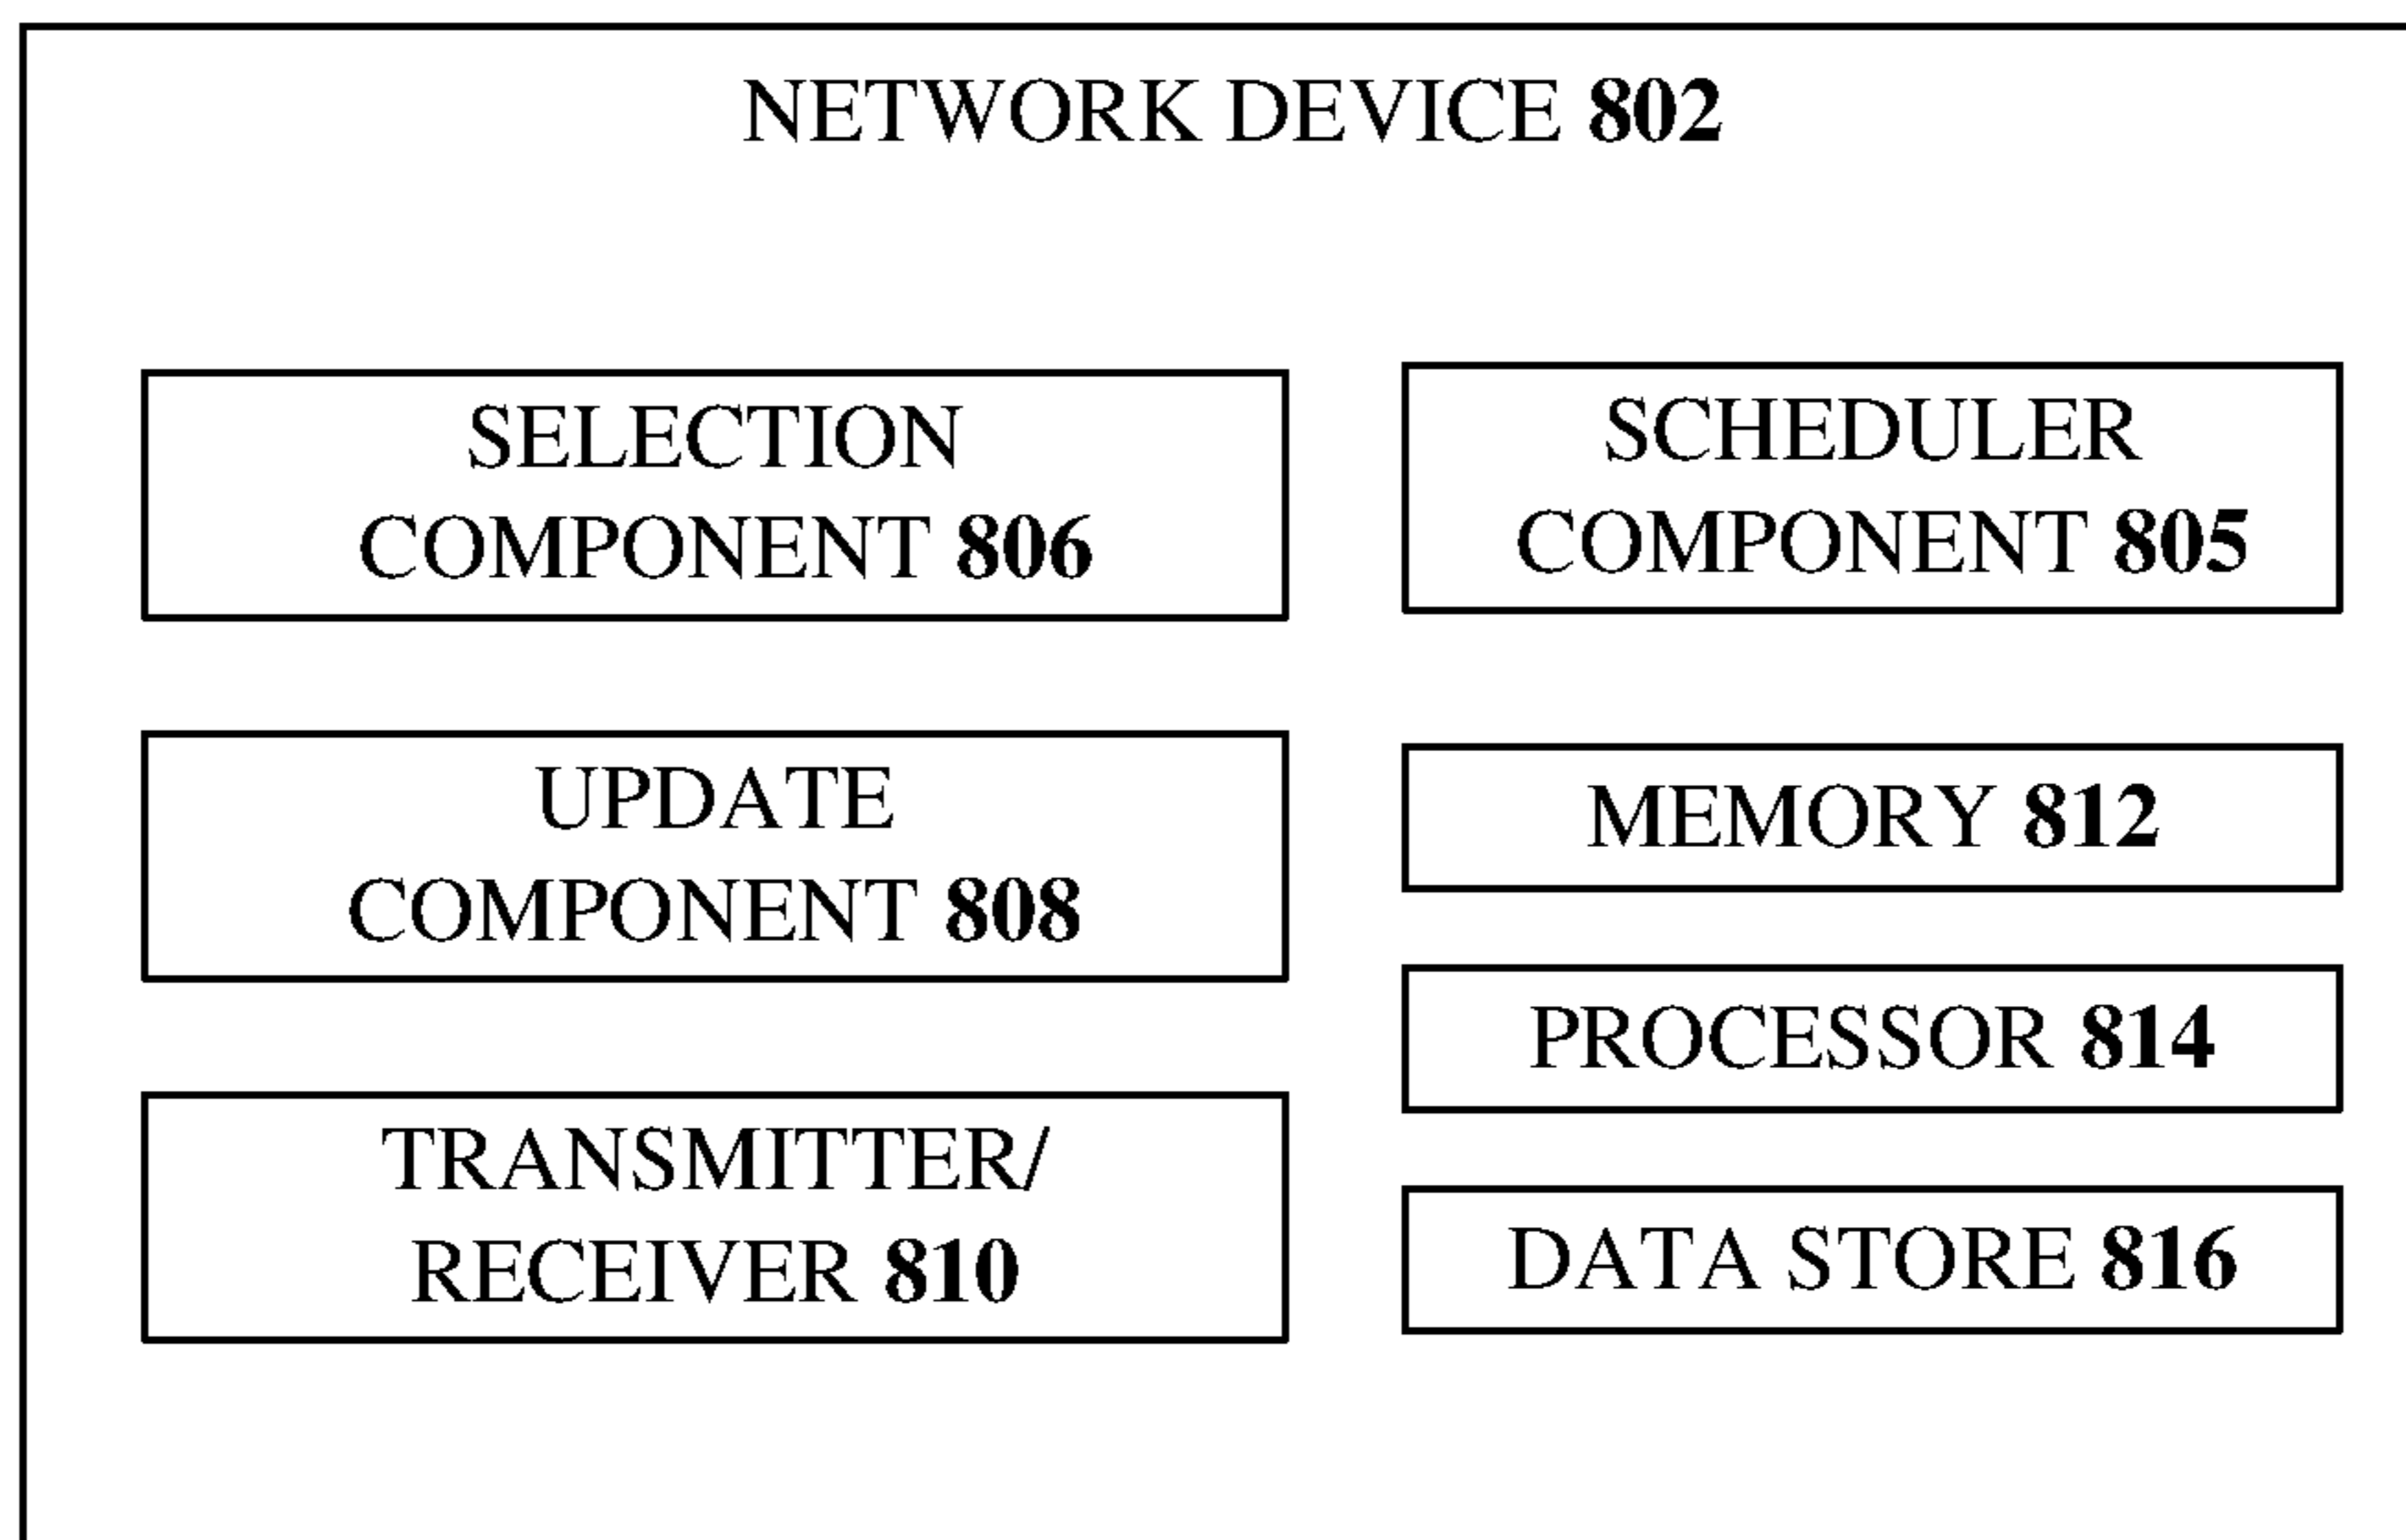 NETWORK DEVICE 802
SELECTION
COMPONENT 806
SCHEDULER
COMPONENT 805
UPDATE
COMPONENT 808
MEMORY 812
PROCESSOR 814
TRANSMITTER/
RECEIVER 810
DATA STORE 816